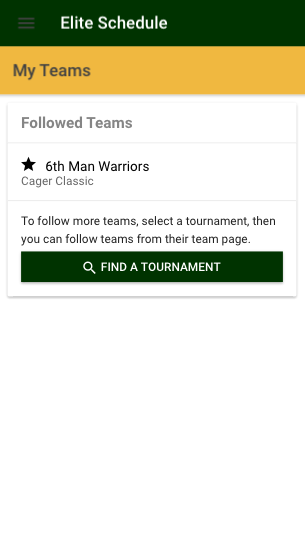 Elite Schedule
My Teams
Followed Teams
6th Man Warriors
Cager Classic
To follow more teams, select a tournament, then
you can follow teams from their team page.
FIND A TOURNAMENT